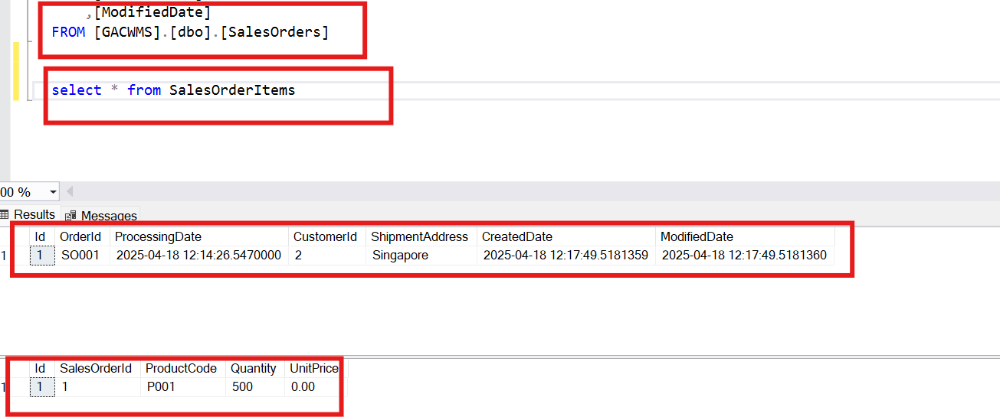 ,[ModifiedDate]
FROM [GACWMS].[dbo].[SalesOrders]
select * from SalesOrderItems
00 %
Results Messages
Id OrderId ProcessingDate CustomerId ShipmentAddress CreatedDate ModifiedDate
1 1 SO001 2025-04-18 12:14:26.5470000 2 Singapore 2025-04-18 12:17:49.5181359 2025-04-18 12:17:49.5181360
Id SalesOrderId ProductCode Quantity UnitPrice
1 1 1 P001 500 0.00